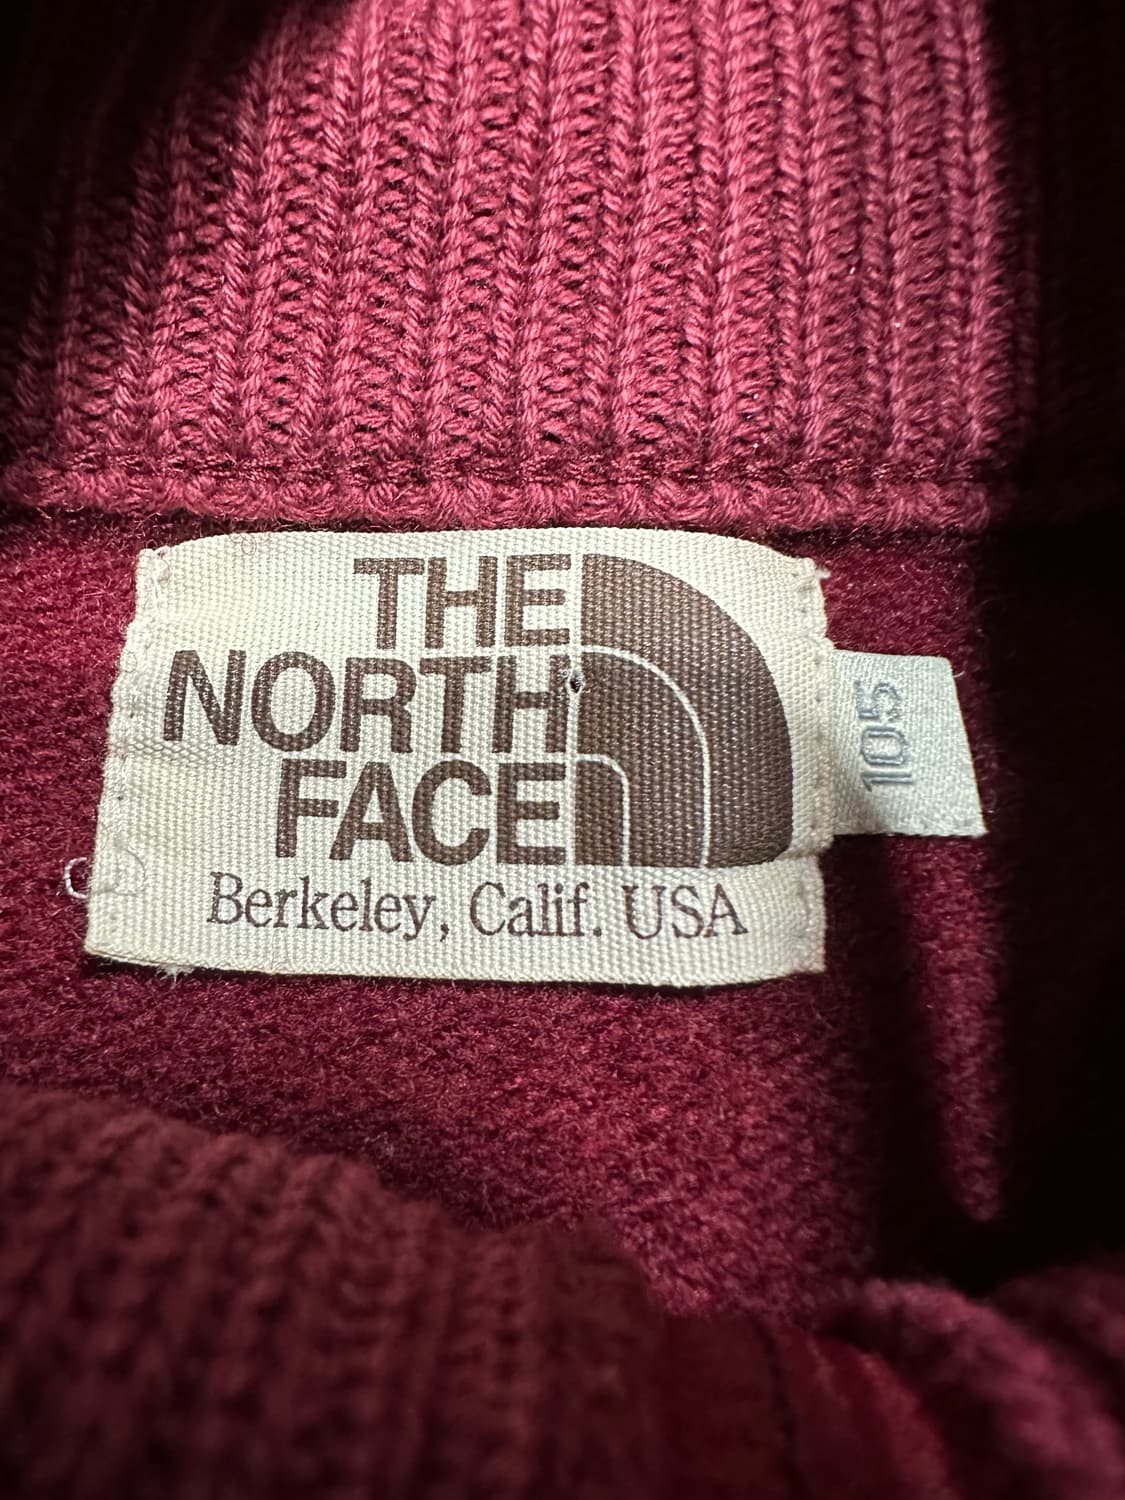 THE
NORTH
FACE
Berkeley, Calif. USA
105